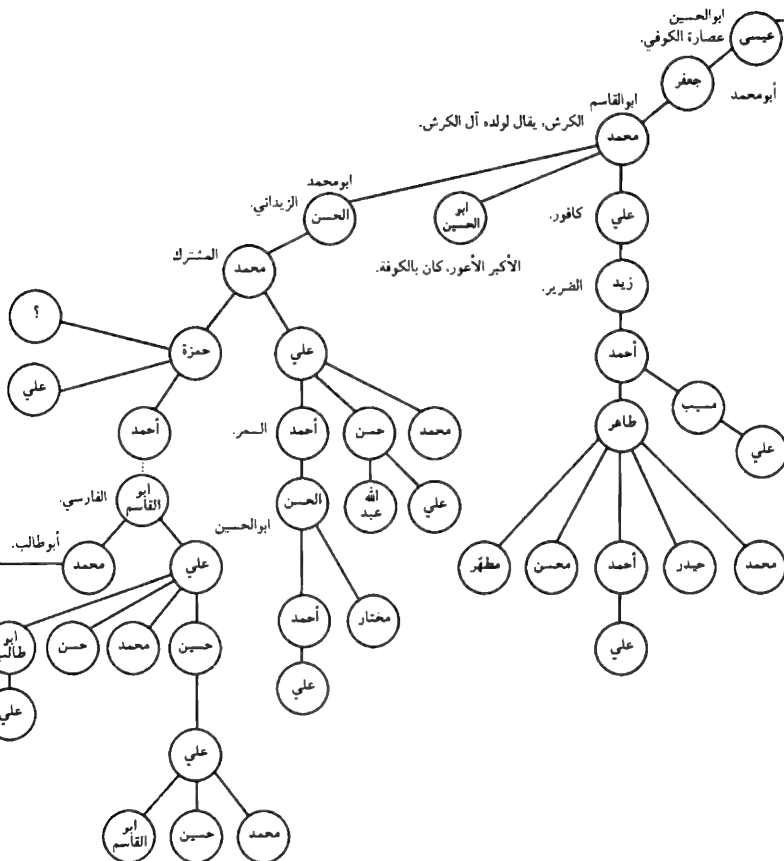 ابوالحسين
عيسى
عصارة الكوفي.
جعفر
أبومحمد
ابوالقاسم
الكرش، يقال لولده آل الكرش.
محمد
ابومحمد
الزيداني.
الحسن
ابو
الحسين
علي
كافور.
المشترك
محمد
الأكبر الأعور، كان بالكوفة.
زيد
الضرير.
؟
حمزة
علي
أحمد
علي
مسيب
أحمد
السمر.
أحمد
حسن
محمد
طاهر
علي
ابو
القاسم
الفارسي.
الحسن
الله
عبد
علي
ابوالحسين
أبوطالب.
محمد
علي
مطهّر
محسن
أحمد
حيدر
محمد
ابو
طالب
حسن
محمد
حسين
أحمد
مختار
علي
علي
علي
علي
ابو
القاسم
حسين
محمد